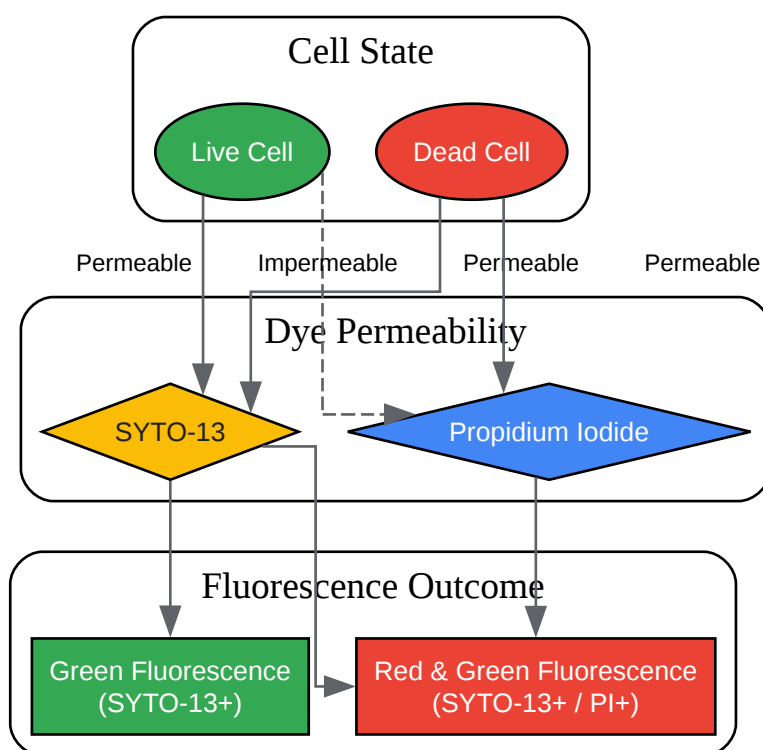 Cell State
Live Cell
Dead Cell
Permeable
Impermeable
Permeable
Permeable
Dye Permeability
SYTO-13
Propidium Iodide
Fluorescence Outcome
Green Fluorescence
(SYTO-13+)
Red & Green Fluorescence
(SYTO-13+ / PI+)